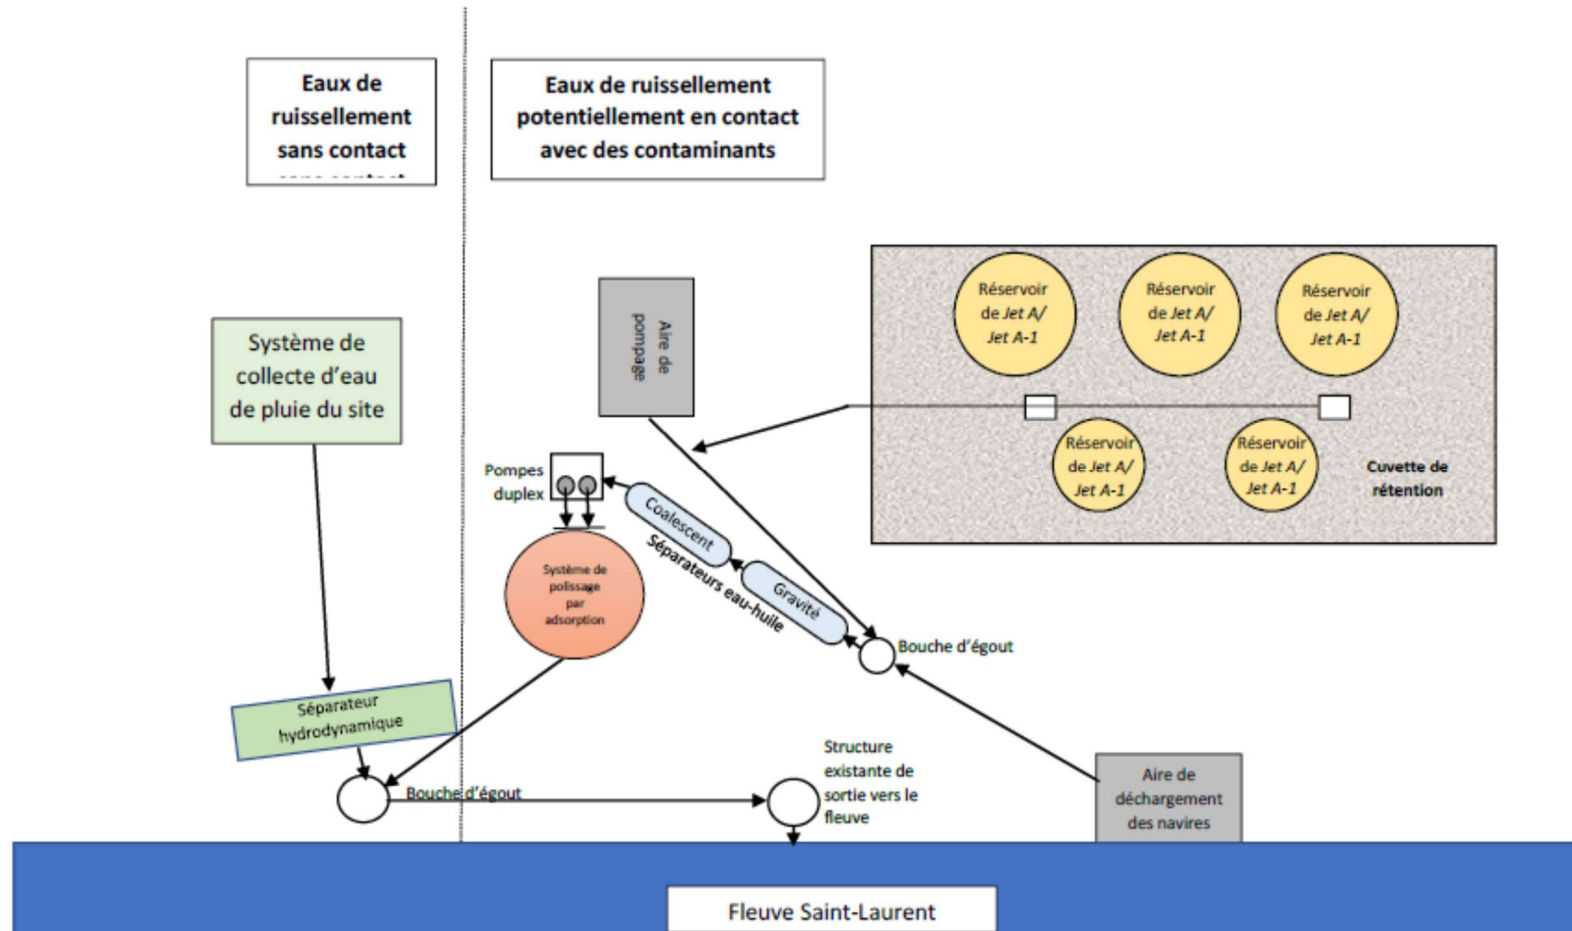 Eaux de
ruissellement
sans contact
Eaux de ruissellement
potentiellement en contact
avec des contaminants
Système de
collecte d'eau
de pluie du site
Aire de
pompage
Réservoir
de Jet A/
Jet A-1
Réservoir
de Jet A/
Jet A-1
Réservoir
de Jet A/
Jet A-1
Réservoir
de Jet A/
Jet A-1
Réservoir
de Jet A/
Jet A-1
Cuvette de
rétention
Pompes
duplex
Coalescent
Séparateurs eau-huile
Gravité
Système de
polissage
par
adsorption
Bouche d'égout
Séparateur
hydrodynamique
Bouche d'égout
Structure
existante de
sortie vers le
fleuve
Aire de
déchargement
des navires
Fleuve Saint-Laurent